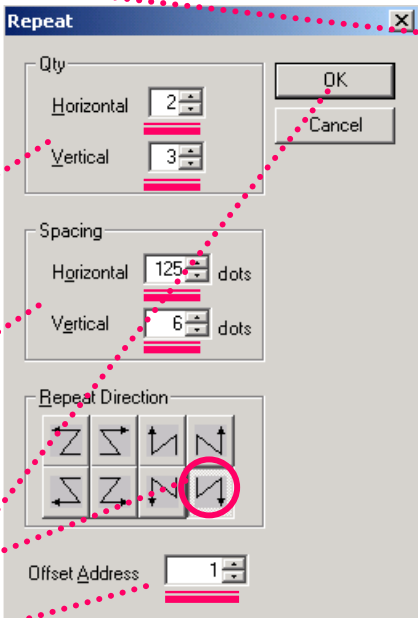 Repeat
Qty
OK
Horizontal 2
Cancel
Vertical 3
Spacing
Horizontal 125 dots
Vertical 6 dots
Repeat Direction
Offset Address 1